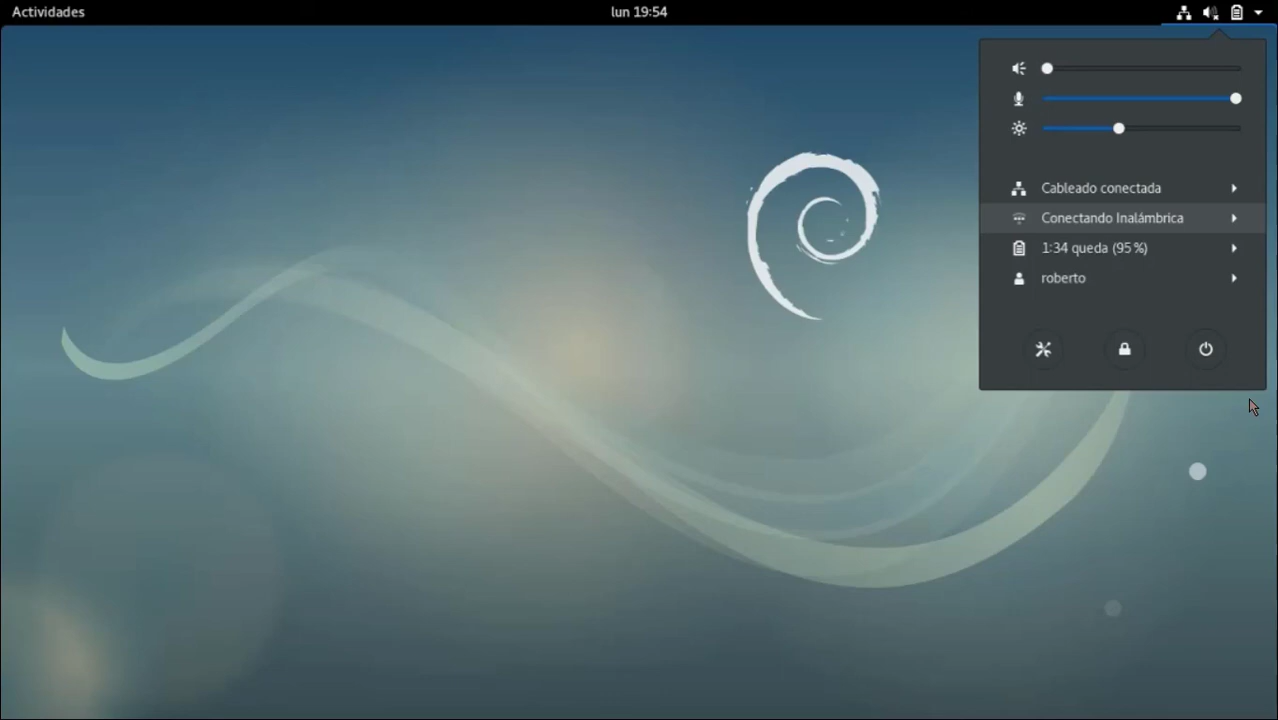 Actividades
lun 19:54
Cableado conectada
Conectando Inalámbrica
1:34 queda (95 %)
roberto